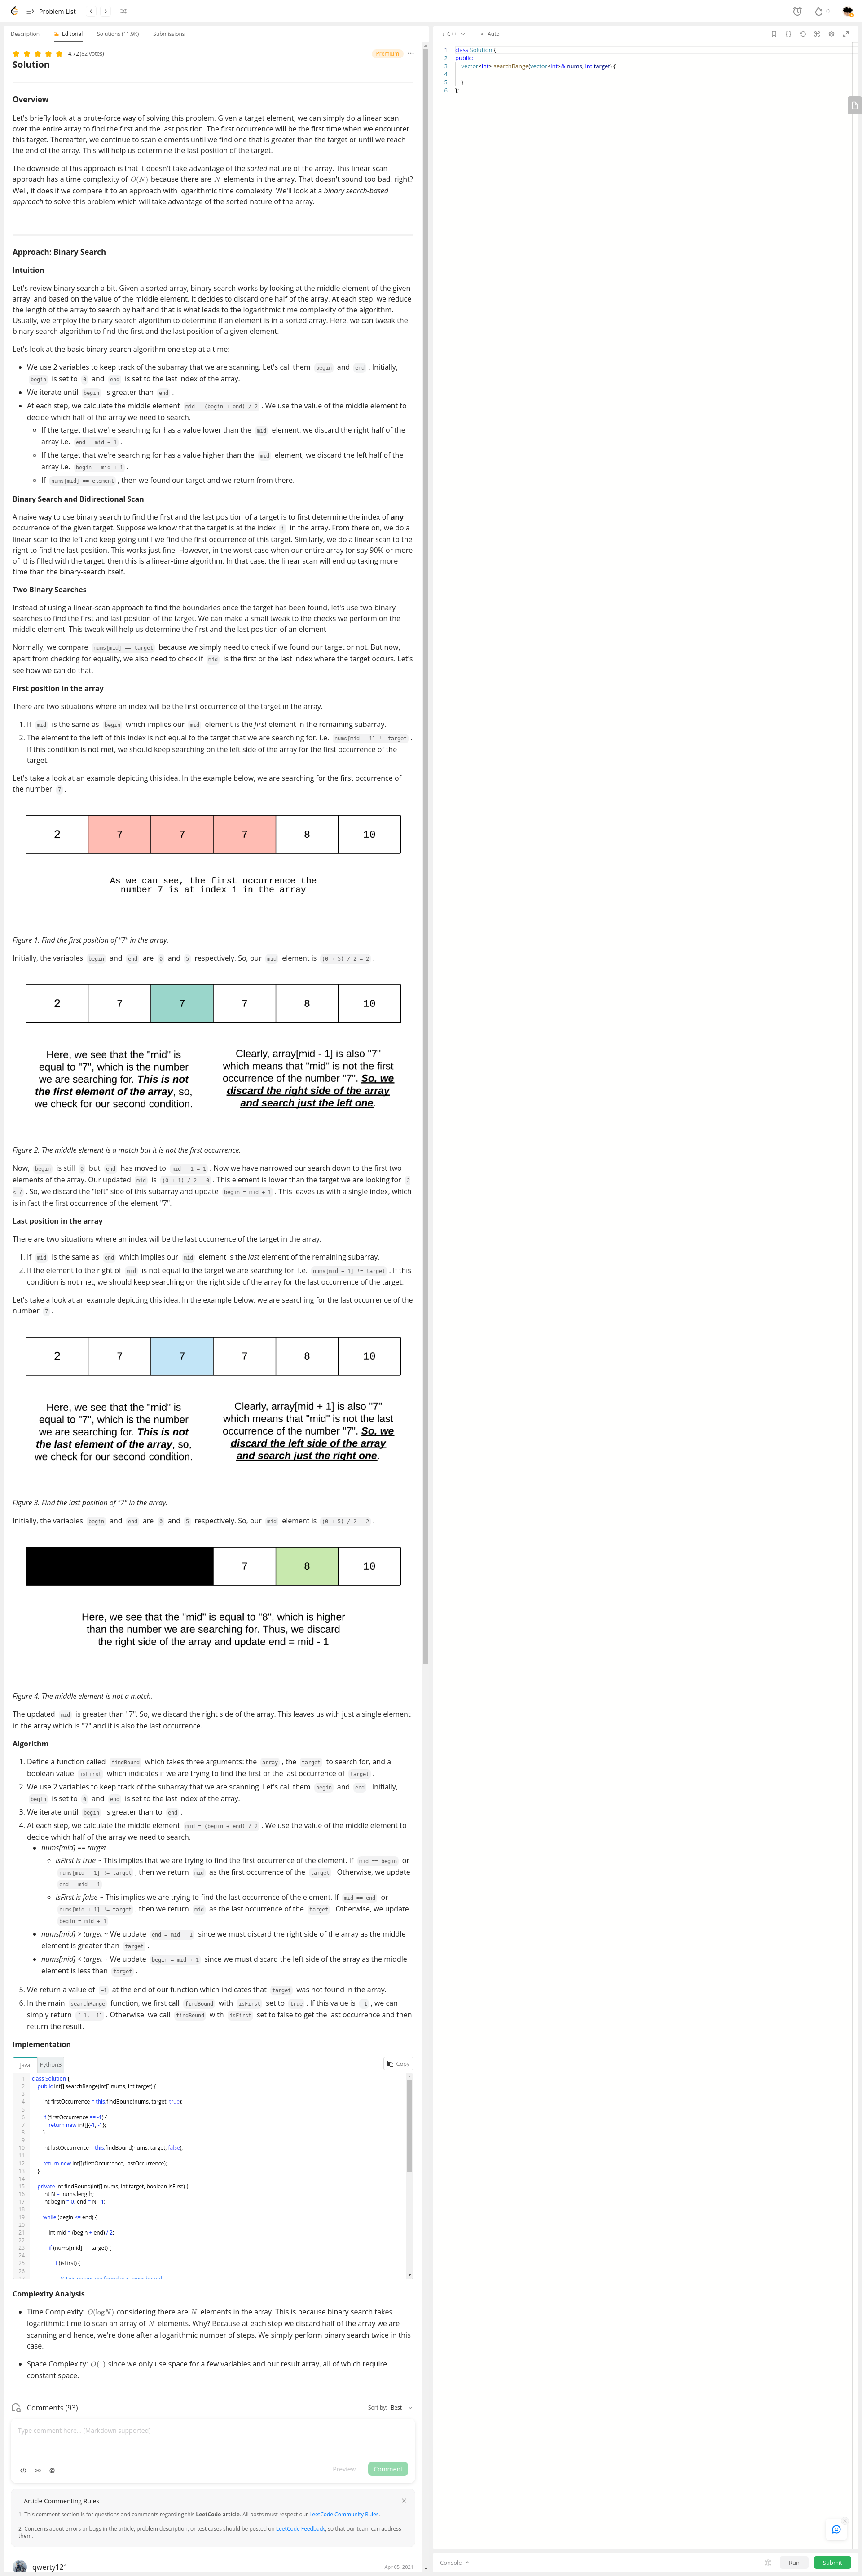 Problem List
0
Description
Editorial
Solutions (11.9K)
Submissions
4.72 (82 votes)
Premium
Solution
Overview
Let's briefly look at the brute-force way of solving this problem. Given a target element, we can simply do a linear scan
over the entire array to find the first and the last position. The first occurrence will be the first time when we encounter
this target. Thereafter, we continue to scan elements until we find one that is greater than the target or until we reach
the end of the array. This will help us determine the last position of the target.
The downside of this approach is that it doesn't take advantage of the sorted nature of the array. This linear scan
approach has a time complexity of O(N) because there are N elements in the array. That doesn't sound too bad, right?
Well, it does if we compare it to an approach with logarithmic time complexity. We'll look at a binary search-based
approach to solve this problem which will take advantage of the sorted nature of the array.
Approach: Binary Search
Intuition
Let's review binary search a bit. Given a sorted array, binary search works by looking at the middle element of the given
array, and based on the value of the middle element, it decides to discard one half of the array. At each step, we reduce
the length of the array to search by half and that is what leads to the logarithmic time complexity of the algorithm.
Usually, we employ the binary search algorithm to determine if an element is in a sorted array. Here, we can tweak the
binary search algorithm to find the first and the last position of a given element.
Let's look at the basic binary search algorithm one step at a time:
• We use 2 variables to keep track of the subarray that we are scanning. Let's call them begin and end . Initially,
begin is set to 0 and end is set to the last index of the array.
• We iterate until begin is greater than end .
• At each step, we calculate the middle element mid = (begin + end) / 2 . We use the value of the middle element to
decide which half of the array we need to search.
◦ If the target that we're searching for has a value lower than the mid element, we discard the right half of the
array i.e. end = mid − 1 .
◦ If the target that we're searching for has a value higher than the mid element, we discard the left half of the
array i.e. begin = mid + 1 .
◦ If nums[mid] == element , then we found our target and we return from there.
Binary Search and Bidirectional Scan
A naive way to use binary search to find the first and the last position of a target is to first determine the index of any
occurrence of the given target. Suppose we know that the target is at the index i in the array. From there on, we do a
linear scan to the left and keep going until we find the first occurrence of this target. Similarly, we do a linear scan to the
right to find the last position. This works just fine. However, in the worst case when our entire array (or say 90% or more
of it) is filled with the target, then this is a linear-time algorithm. In that case, the linear scan will end up taking more
time than the binary-search itself.
Two Binary Searches
Instead of using a linear-scan approach to find the boundaries once the target has been found, let's use two binary
searches to find the first and last position of the target. We can make a small tweak to the checks we perform on the
middle element. This tweak will help us determine the first and the last position of an element
Normally, we compare nums[mid] == target because we simply need to check if we found our target or not. But now,
apart from checking for equality, we also need to check if mid is the first or the last index where the target occurs. Let's
see how we can do that.
First position in the array
There are two situations where an index will be the first occurrence of the target in the array.
1. If mid is the same as begin which implies our mid element is the first element in the remaining subarray.
2. The element to the left of this index is not equal to the target that we are searching for. I.e. nums[mid − 1] != target .
If this condition is not met, we should keep searching on the left side of the array for the first occurrence of the
target.
Let's take a look at an example depicting this idea. In the example below, we are searching for the first occurrence of
the number 7 .
2 7 7 7 8 10
As we can see, the first occurrence the
number 7 is at index 1 in the array
Figure 1. Find the first position of "7" in the array.
Initially, the variables begin and end are 0 and 5 respectively. So, our mid element is (0 + 5) / 2 = 2 .
2 7 7 7 8 10
Here, we see that the "mid" is
equal to "7", which is the number
we are searching for. This is not
the first element of the array, so,
we check for our second condition.
Clearly, array[mid - 1] is also "7"
which means that "mid" is not the first
occurrence of the number "7". So, we
discard the right side of the array
and search just the left one.
Figure 2. The middle element is a match but it is not the first occurrence.
Now, begin is still 0 but end has moved to mid − 1 = 1 . Now we have narrowed our search down to the first two
elements of the array. Our updated mid is (0 + 1) / 2 = 0 . This element is lower than the target we are looking for 2
< 7 . So, we discard the "left" side of this subarray and update begin = mid + 1 . This leaves us with a single index, which
is in fact the first occurrence of the element "7".
Last position in the array
There are two situations where an index will be the last occurrence of the target in the array.
1. If mid is the same as end which implies our mid element is the last element of the remaining subarray.
2. If the element to the right of mid is not equal to the target we are searching for. I.e. nums[mid + 1] != target . If this
condition is not met, we should keep searching on the right side of the array for the last occurrence of the target.
Let's take a look at an example depicting this idea. In the example below, we are searching for the last occurrence of the
number 7 .
2 7 7 7 8 10
Here, we see that the "mid" is
equal to "7", which is the number
we are searching for. This is not
the last element of the array, so,
we check for our second condition.
Clearly, array[mid + 1] is also "7"
which means that "mid" is not the last
occurrence of the number "7". So, we
discard the left side of the array
and search just the right one.
Figure 3. Find the last position of "7" in the array.
Initially, the variables begin and end are 0 and 5 respectively. So, our mid element is (0 + 5) / 2 = 2 .
7 8 10
Here, we see that the "mid" is equal to "8", which is higher
than the number we are searching for. Thus, we discard
the right side of the array and update end = mid - 1
Figure 4. The middle element is not a match.
The updated mid is greater than "7". So, we discard the right side of the array. This leaves us with just a single element
in the array which is "7" and it is also the last occurrence.
Algorithm
1. Define a function called findBound which takes three arguments: the array , the target to search for, and a
boolean value isFirst which indicates if we are trying to find the first or the last occurrence of target .
2. We use 2 variables to keep track of the subarray that we are scanning. Let's call them begin and end . Initially,
begin is set to 0 and end is set to the last index of the array.
3. We iterate until begin is greater than to end .
4. At each step, we calculate the middle element mid = (begin + end) / 2 . We use the value of the middle element to
decide which half of the array we need to search.
• nums[mid] == target
◦ isFirst is true ~ This implies that we are trying to find the first occurrence of the element. If mid == begin or
nums[mid − 1] != target , then we return mid as the first occurrence of the target . Otherwise, we update
end = mid − 1
◦ isFirst is false ~ This implies we are trying to find the last occurrence of the element. If mid == end or
nums[mid + 1] != target , then we return mid as the last occurrence of the target . Otherwise, we update
begin = mid + 1
• nums[mid] > target ~ We update end = mid − 1 since we must discard the right side of the array as the middle
element is greater than target .
• nums[mid] < target ~ We update begin = mid + 1 since we must discard the left side of the array as the middle
element is less than target .
5. We return a value of −1 at the end of our function which indicates that target was not found in the array.
6. In the main searchRange function, we first call findBound with isFirst set to true . If this value is −1 , we can
simply return [−1, −1] . Otherwise, we call findBound with isFirst set to false to get the last occurrence and then
return the result.
Implementation
Java
Python3
Copy
1 class Solution {
2 public int[] searchRange(int[] nums, int target) {
3
4 int firstOccurrence = this.findBound(nums, target, true);
5
6 if (firstOccurrence == -1) {
7 return new int[]{-1, -1};
8 }
9
10 int lastOccurrence = this.findBound(nums, target, false);
11
12 return new int[]{firstOccurrence, lastOccurrence};
13 }
14
15 private int findBound(int[] nums, int target, boolean isFirst) {
16 int N = nums.length;
17 int begin = 0, end = N - 1;
18
19 while (begin <= end) {
20
21 int mid = (begin + end) / 2;
22
23 if (nums[mid] == target) {
24
25 if (isFirst) {
26
Complexity Analysis
• Time Complexity: O(logN) considering there are N elements in the array. This is because binary search takes
logarithmic time to scan an array of N elements. Why? Because at each step we discard half of the array we are
scanning and hence, we're done after a logarithmic number of steps. We simply perform binary search twice in this
case.
• Space Complexity: O(1) since we only use space for a few variables and our result array, all of which require
constant space.
Comments (93)
Sort by: Best
Type comment here... (Markdown supported)
Preview
Comment
Article Commenting Rules
1. This comment section is for questions and comments regarding this LeetCode article. All posts must respect our LeetCode Community Rules.
2. Concerns about errors or bugs in the article, problem description, or test cases should be posted on LeetCode Feedback, so that our team can address
them.
qwerty121
Apr 05, 2021
C++
Auto
1 class Solution {
2 public:
3 vector<int> searchRange(vector<int>& nums, int target) {
4
5 }
6 };
Console
Run
Submit